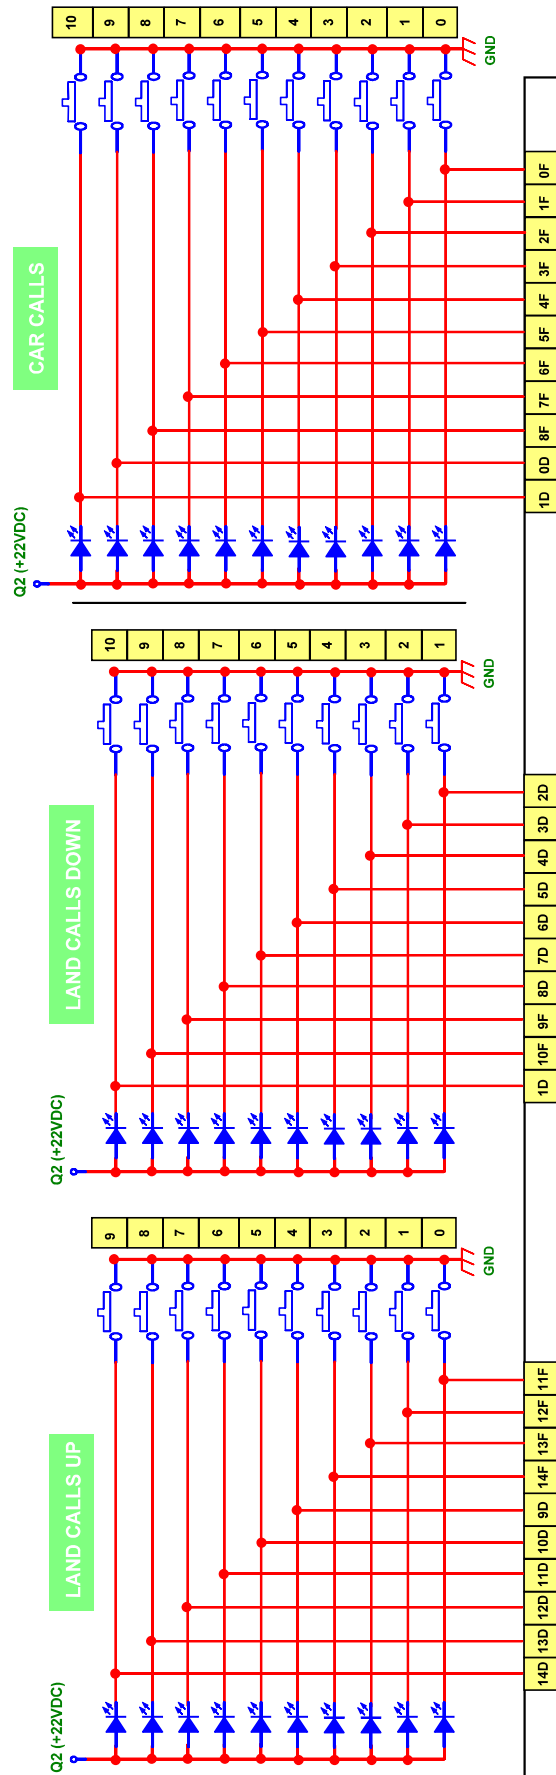 LAND CALLS UP
Q2 (+22VDC)
9
8
7
6
5
4
3
2
1
0
GND
14D 13D 12D 11D 10D 9D 14F 13F 12F 11F
LAND CALLS DOWN
Q2 (+22VDC)
10
9
8
7
6
5
4
3
2
1
GND
1D 10F 9F 8D 7D 6D 5D 4D 3D 2D
CAR CALLS
Q2 (+22VDC)
10
9
8
7
6
5
4
3
2
1
0
GND
1D 0D 8F 7F 6F 5F 4F 3F 2F 1F 0F